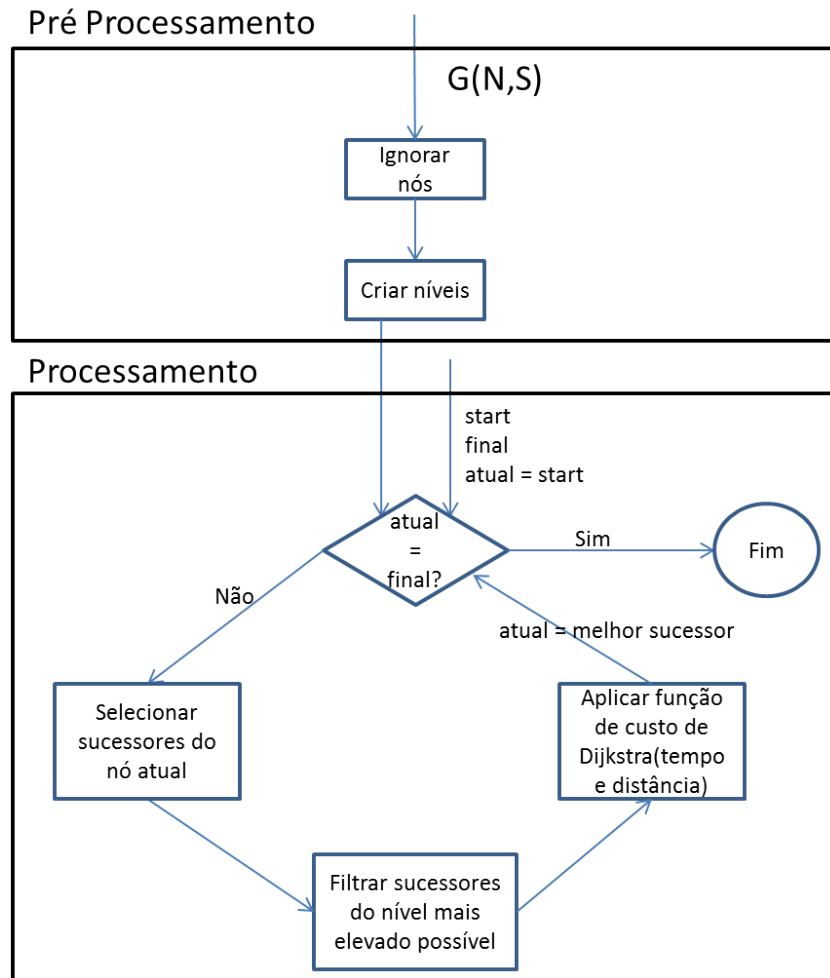 Pré Processamento
G(N,S)
Ignorar
nós
Criar níveis
Processamento
start
final
atual = start
atual
=
final?
Sim
Fim
Não
atual = melhor sucessor
Selecionar
sucessores do
nó atual
Aplicar função
de custo de
Dijkstra(tempo
e distância)
Filtrar sucessores
do nível mais
elevado possível